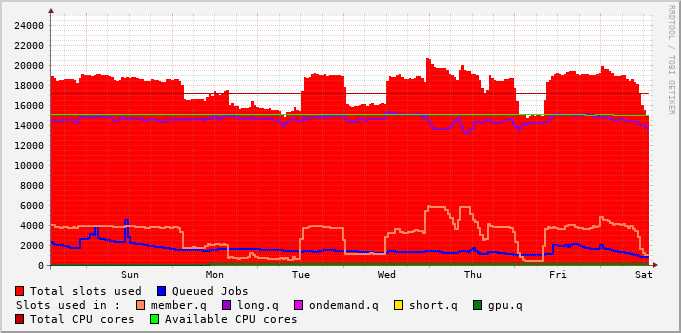 24000
22000
20000
18000
16000
14000
12000
10000
8000
6000
4000
2000
0
Sun Mon Tue Wed Thu Fri Sat
RRDTOOL / TOBI OETIKER
Total slots used Queued Jobs
Slots used in : member.q long.q ondemand.q short.q gpu.q
Total CPU cores Available CPU cores